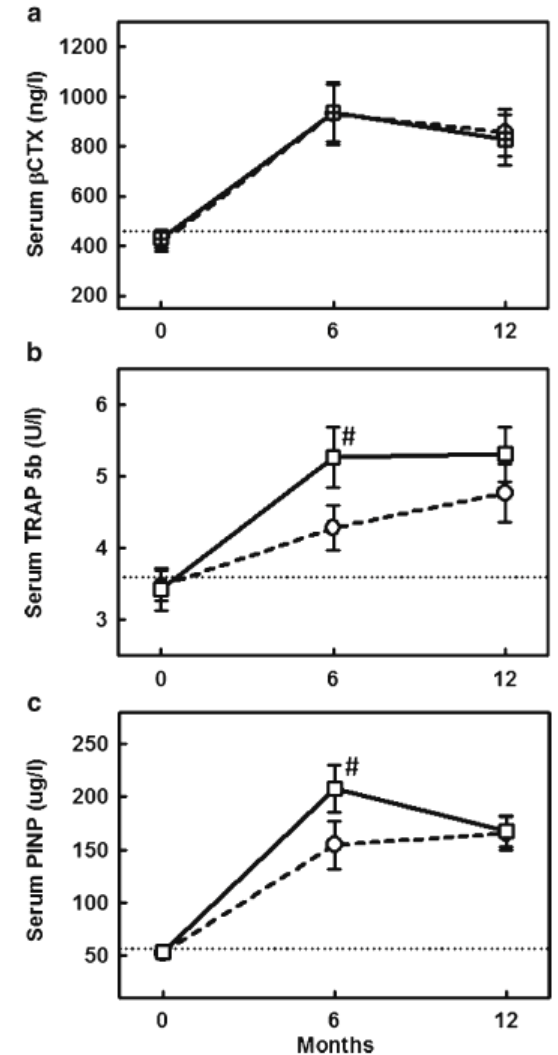 a
Serum βCTX (ng/l)
1200
1000
800
600
400
200
0 6 12
b
Serum TRAP 5b (U/l)
6
5
4
3
#
0 6 12
c
Serum PINP (ug/l)
250
200
150
100
50
#
0 6 12
Months